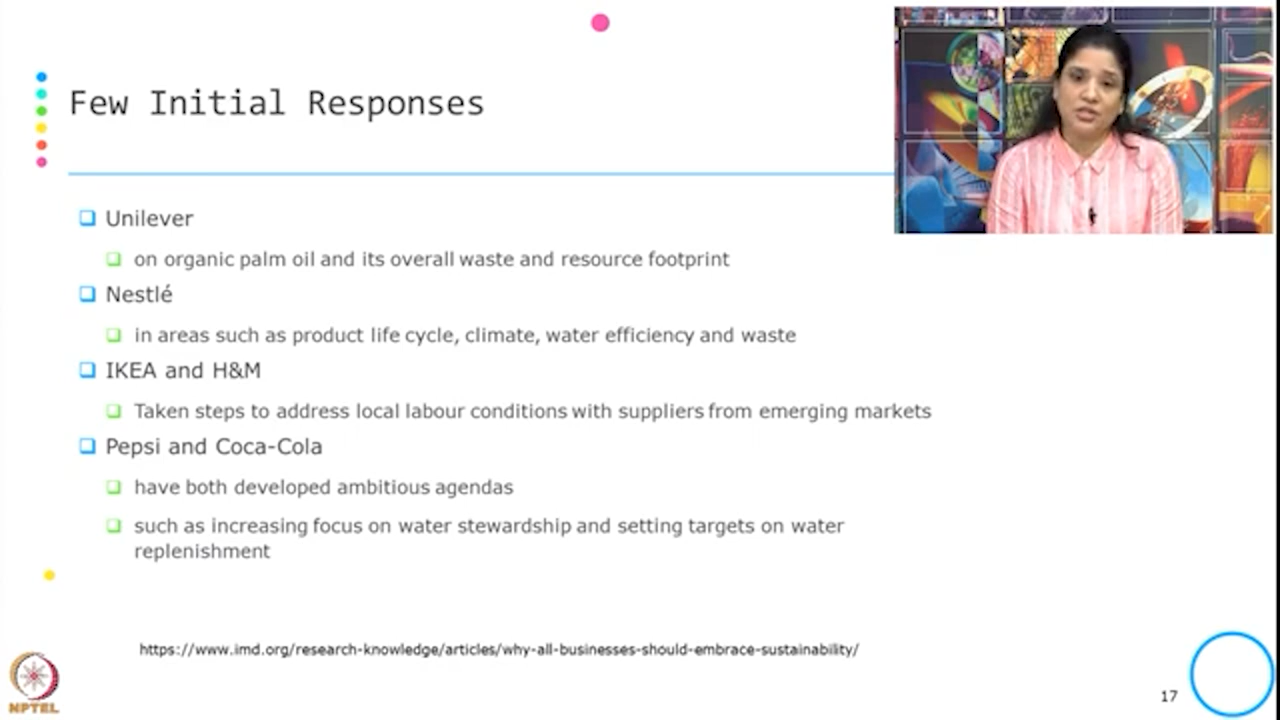 Few Initial Responses
Unilever
on organic palm oil and its overall waste and resource footprint
Nestlé
in areas such as product life cycle, climate, water efficiency and waste
IKEA and H&M
Taken steps to address local labour conditions with suppliers from emerging markets
Pepsi and Coca-Cola
have both developed ambitious agendas
such as increasing focus on water stewardship and setting targets on water
replenishment
https://www.imd.org/research-knowledge/articles/why-all-businesses-should-embrace-sustainability/
NPTEL
17